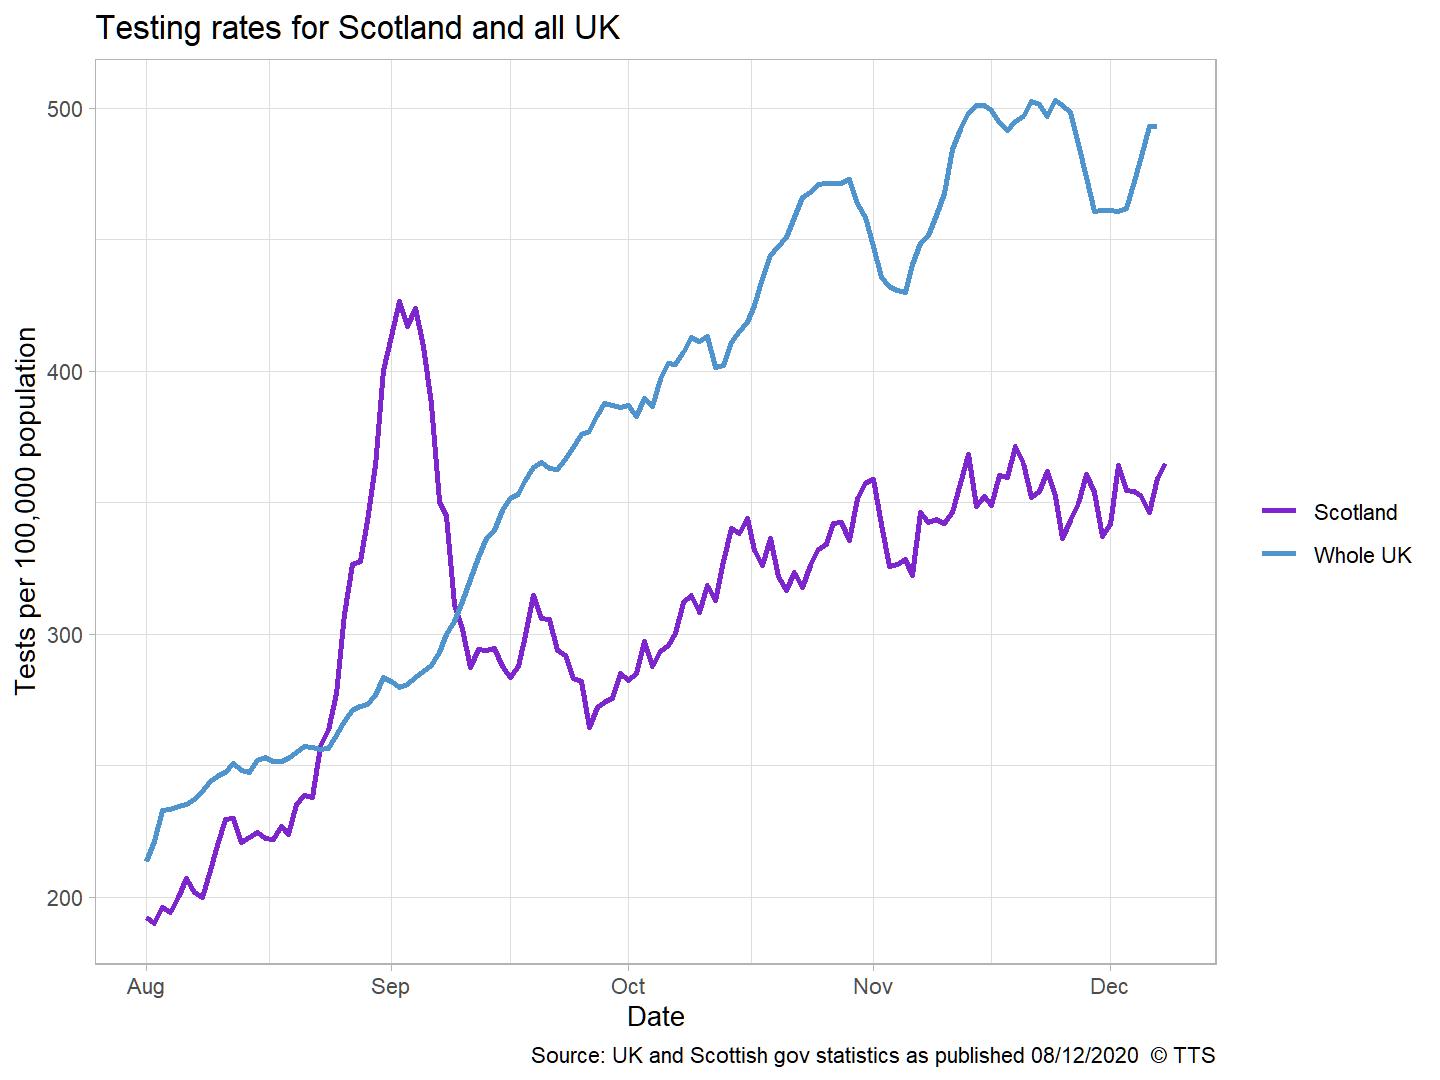 Testing rates for Scotland and all UK
Tests per 100,000 population
500
400
300
200
Aug
Sep
Oct
Nov
Dec
Date
Scotland
Whole UK
Source: UK and Scottish gov statistics as published 08/12/2020 © TTS